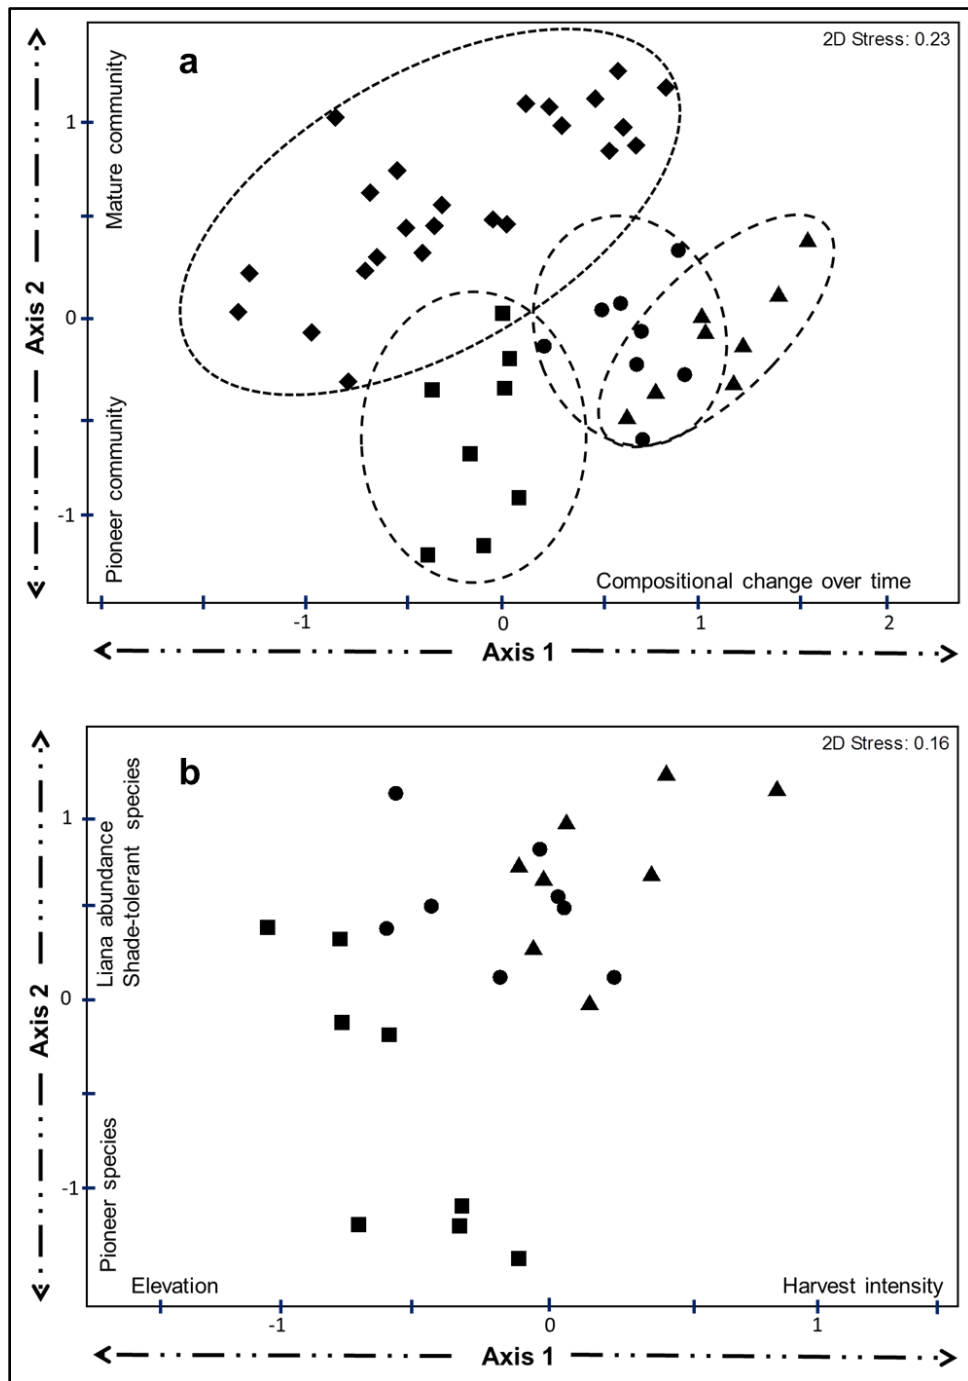 a
2D Stress: 0.23
Mature community
Pioneer community
Axis 2
1
0
-1
Compositional change over time
-1
0
1
2
Axis 1
b
2D Stress: 0.16
Liana abundance
Shade-tolerant species
Pioneer species
Axis 2
1
0
-1
Elevation
Harvest intensity
-1
0
1
Axis 1